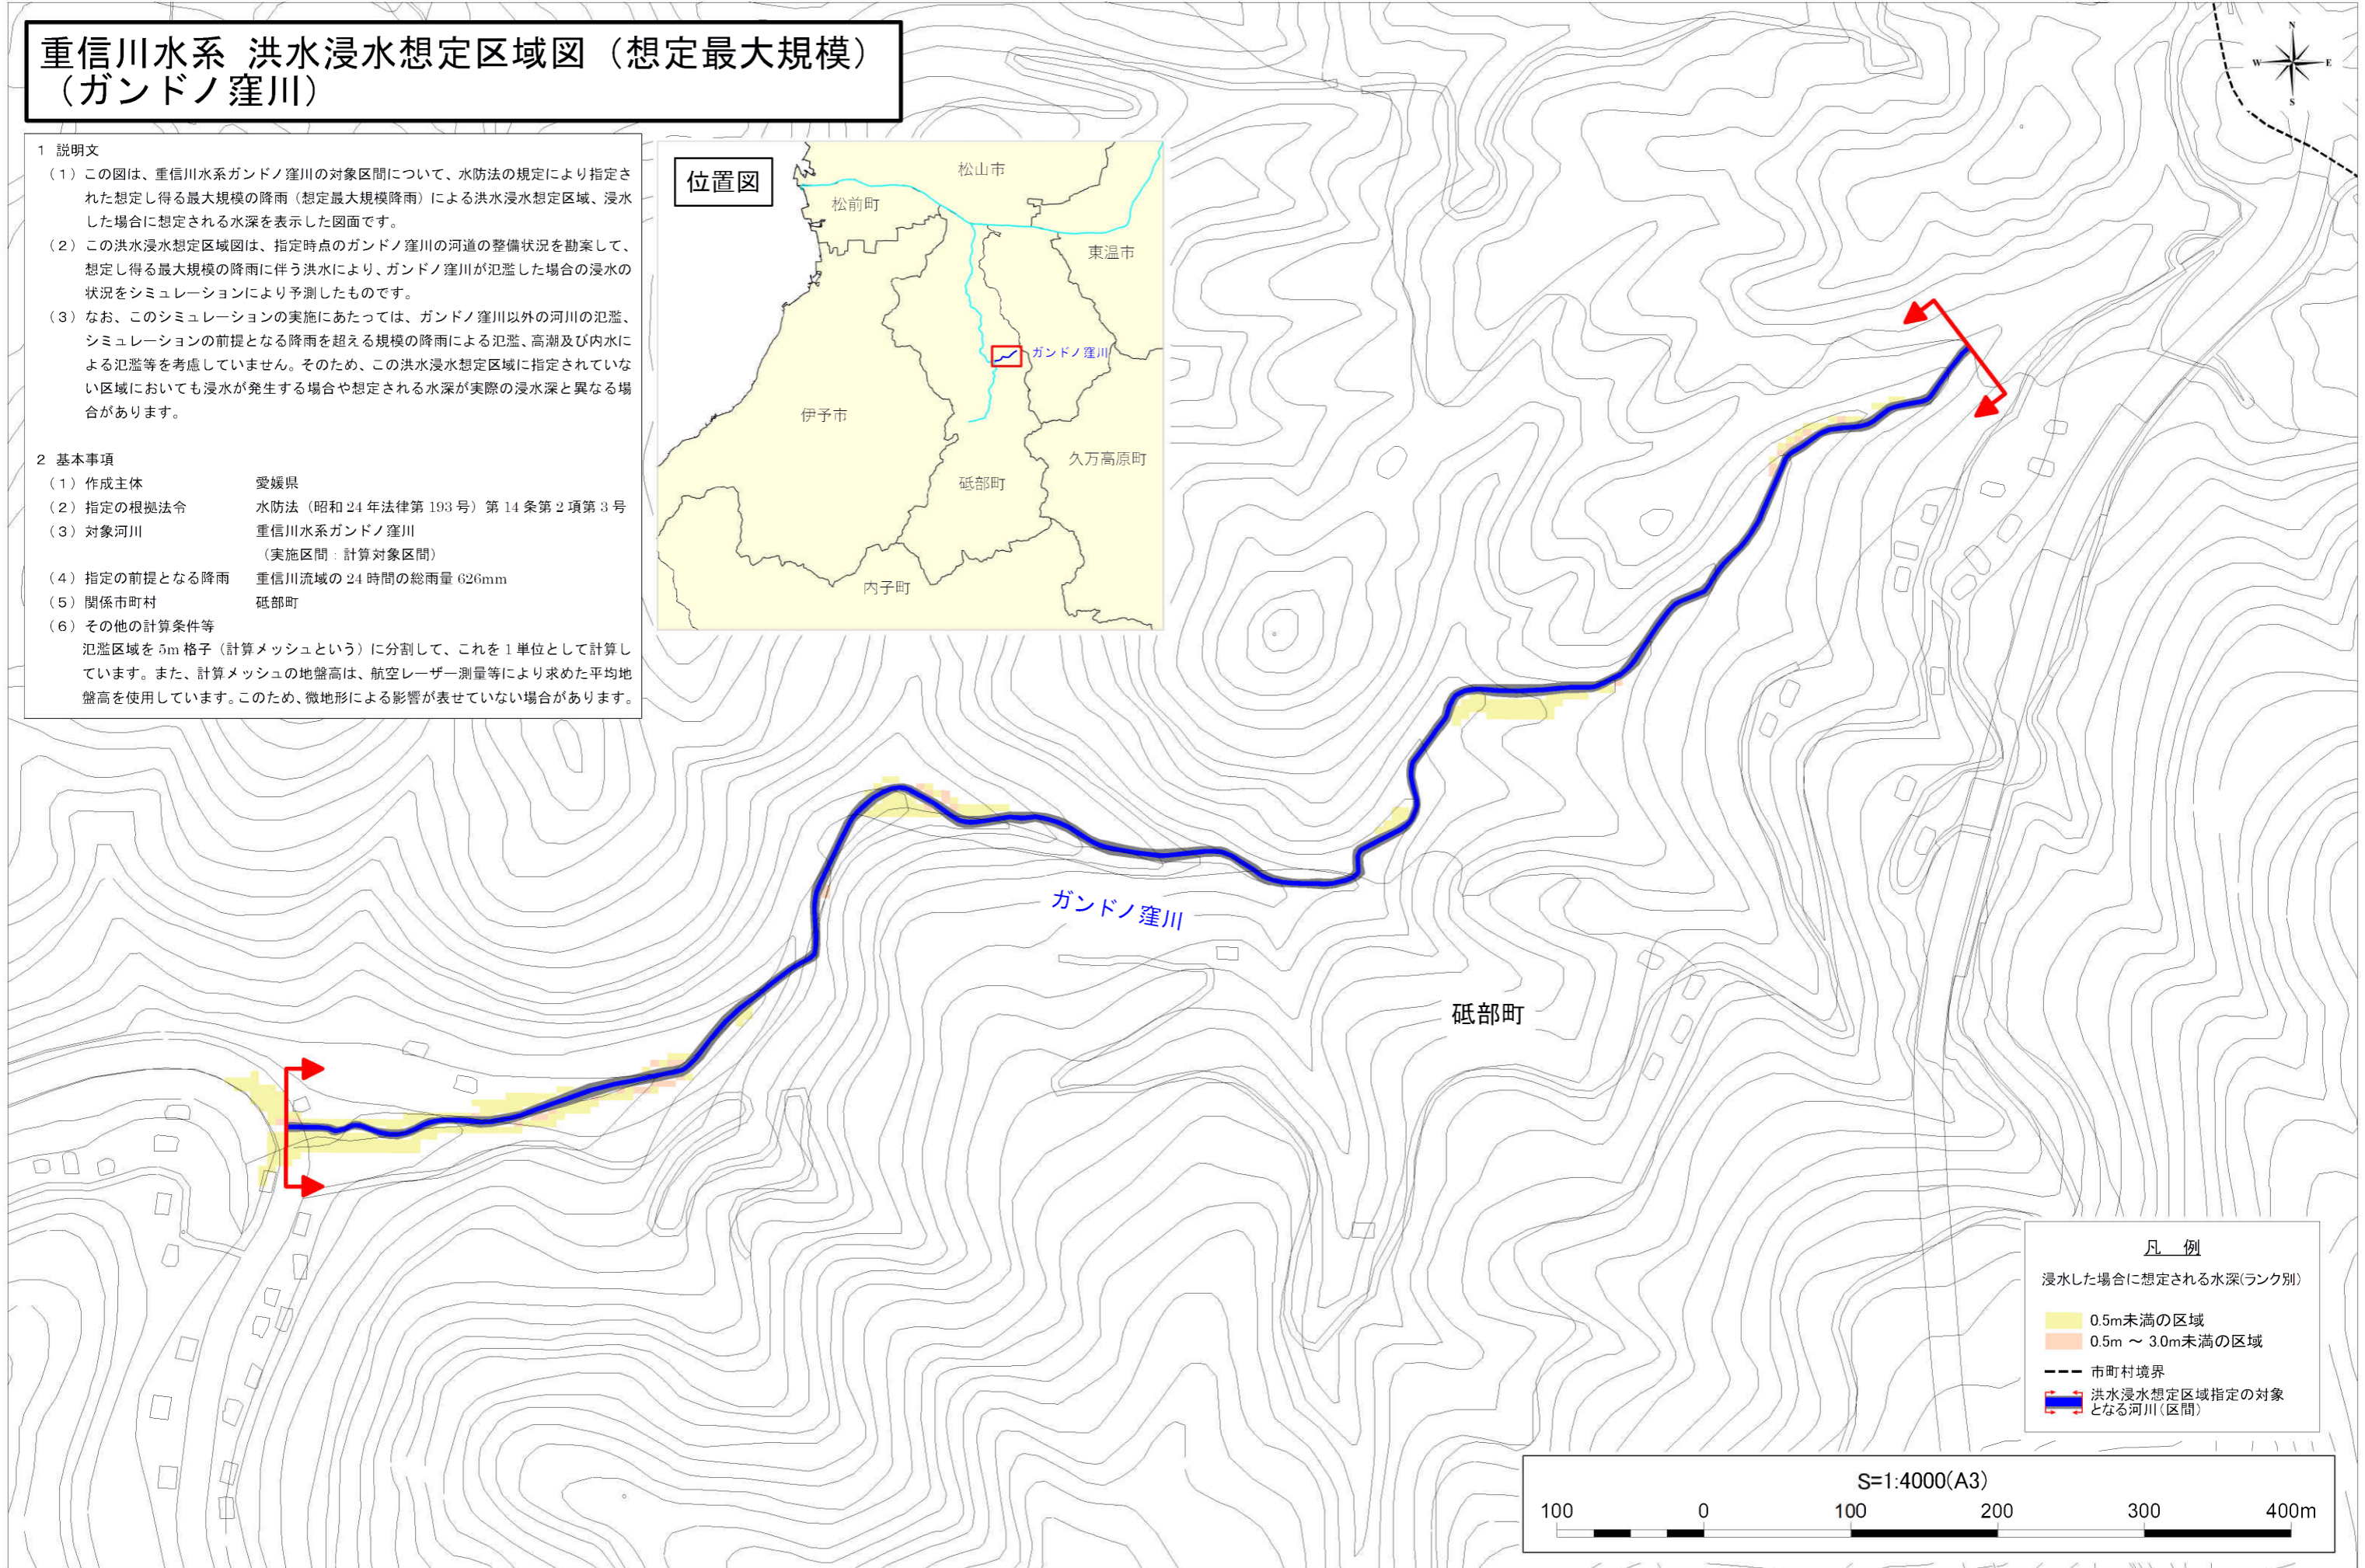 重信川水系 洪水浸水想定区域図（想定最大規模）
（ガンドノ窪川）
1 説明文
（1）この図は、重信川水系ガンドノ窪川の対象区間について、水防法の規定により指定さ
れた想定し得る最大規模の降雨（想定最大規模降雨）による洪水浸水想定区域、浸水
した場合に想定される水深を表示した図面です。
（2）この洪水浸水想定区域図は、指定時点のガンドノ窪川の河道の整備状況を勘案して、
想定し得る最大規模の降雨に伴う洪水により、ガンドノ窪川が氾濫した場合の浸水の
状況をシミュレーションにより予測したものです。
（3）なお、このシミュレーションの実施にあたっては、ガンドノ窪川以外の河川の氾濫、
シミュレーションの前提となる降雨を超える規模の降雨による氾濫、高潮及び内水に
よる氾濫等を考慮していません。そのため、この洪水浸水想定区域に指定されていな
い区域においても浸水が発生する場合や想定される水深が実際の浸水深と異なる場
合があります。
2 基本事項
（1）作成主体 愛媛県
（2）指定の根拠法令 水防法（昭和24年法律第193号）第14条第2項第3号
（3）対象河川 重信川水系ガンドノ窪川
（実施区間：計算対象区間）
（4）指定の前提となる降雨 重信川流域の24時間の総雨量626mm
（5）関係市町村 砥部町
（6）その他の計算条件等
氾濫区域を5m格子（計算メッシュという）に分割して、これを1単位として計算し
ています。また、計算メッシュの地盤高は、航空レーザー測量等により求めた平均地
盤高を使用しています。このため、微地形による影響が表せていない場合があります。
位置図
松山市
松前町
東温市
ガンドノ窪川
伊予市
久万高原町
砥部町
内子町
N
W E
S
ガンドノ窪川
砥部町
凡 例
浸水した場合に想定される水深(ランク別)
0.5m未満の区域
0.5m ～ 3.0m未満の区域
市町村境界
洪水浸水想定区域指定の対象
となる河川(区間)
S=1:4000(A3)
100 0 100 200 300 400m